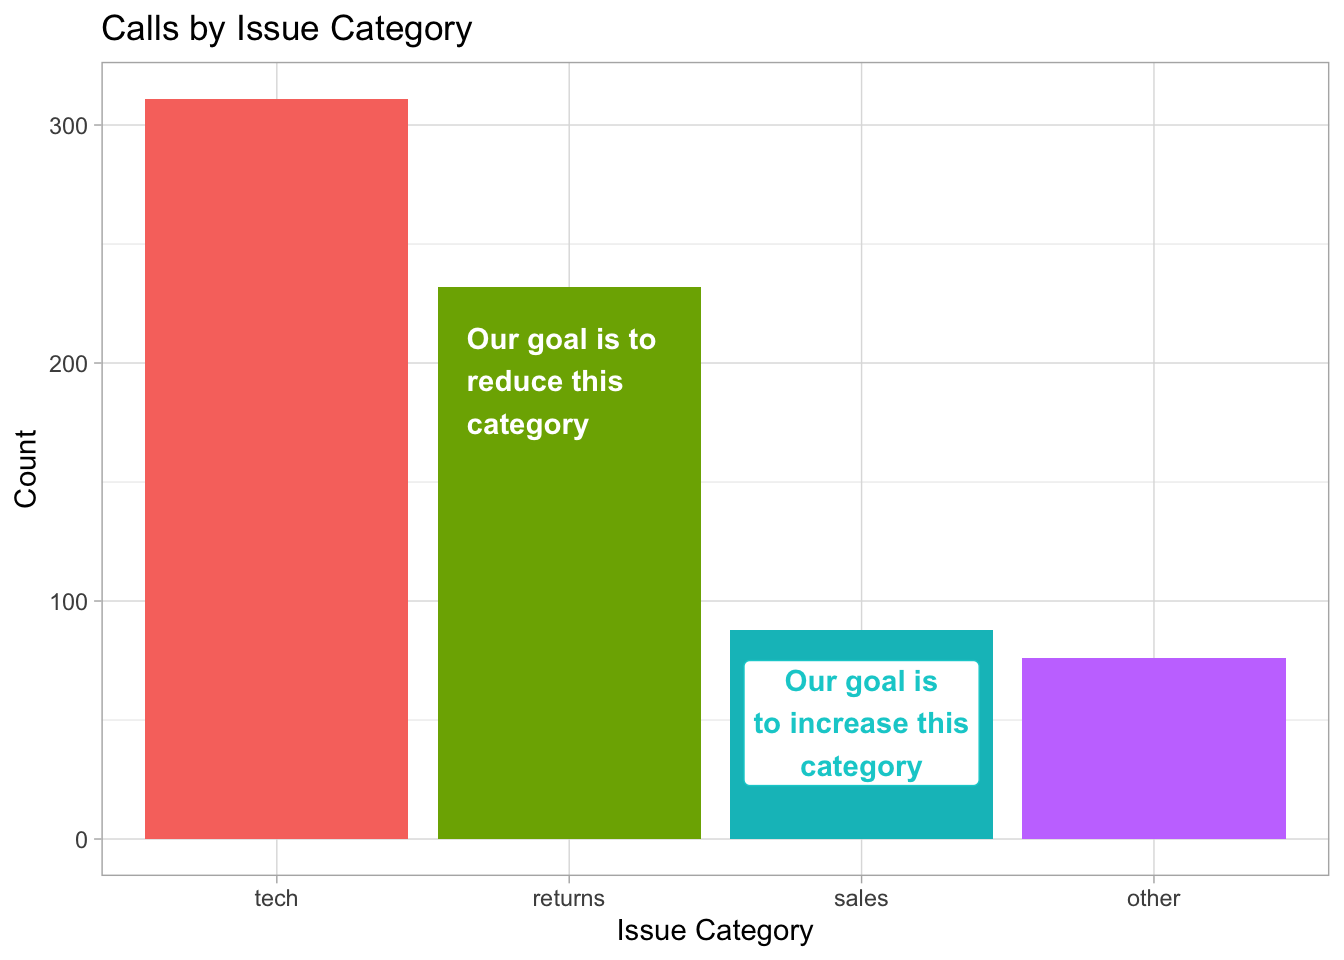 Calls by Issue Category
300
200
100
0
Count
Our goal is to
reduce this
category
Our goal is
to increase this
category
tech
returns
sales
other
Issue Category